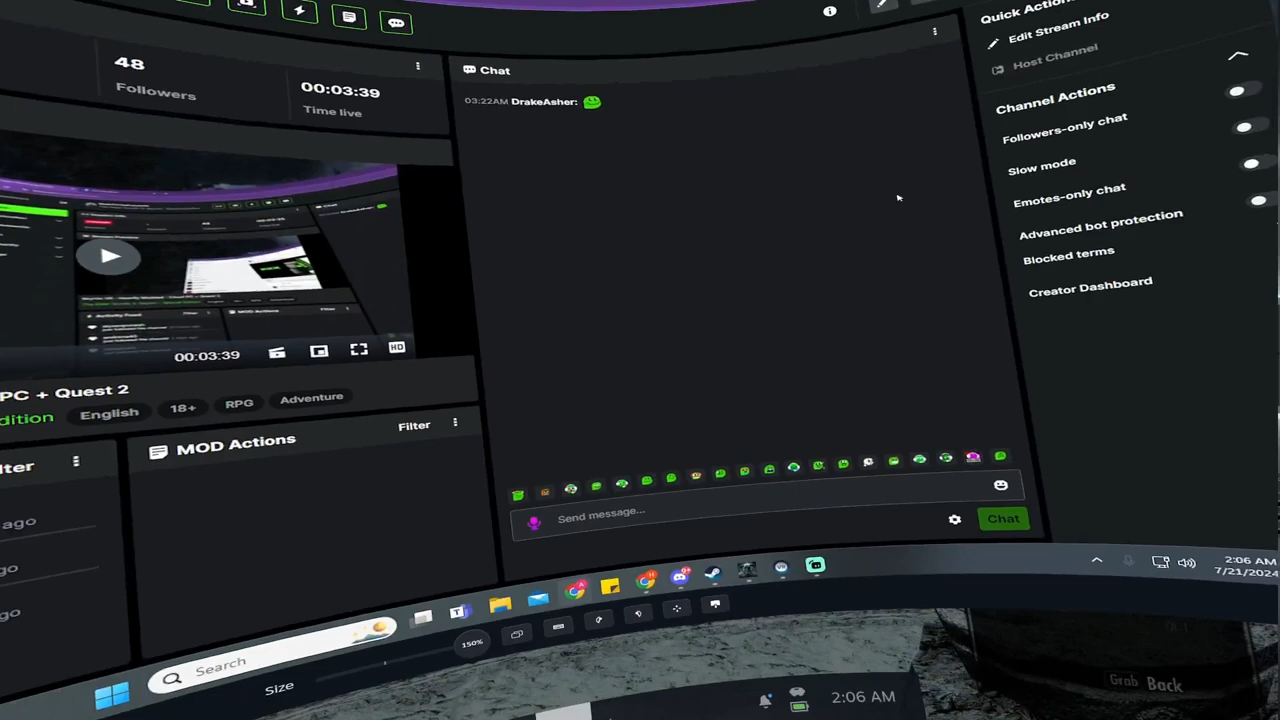 48
Followers
00:03:39
Time live
00:03:39
HD
PC + Quest 2
dition English 18+ RPG Adventure
lter
MOD Actions Filter
ago
go
go
Chat
03:22AM DrakeAsher:
Send message...
Chat
Quick Actions
Edit Stream Info
Host Channel
Channel Actions
Followers-only chat
Slow mode
Emotes-only chat
Advanced bot protection
Blocked terms
Creator Dashboard
Search
2:06 AM
7/21/2024
150%
Size
2:06 AM
Grab Back